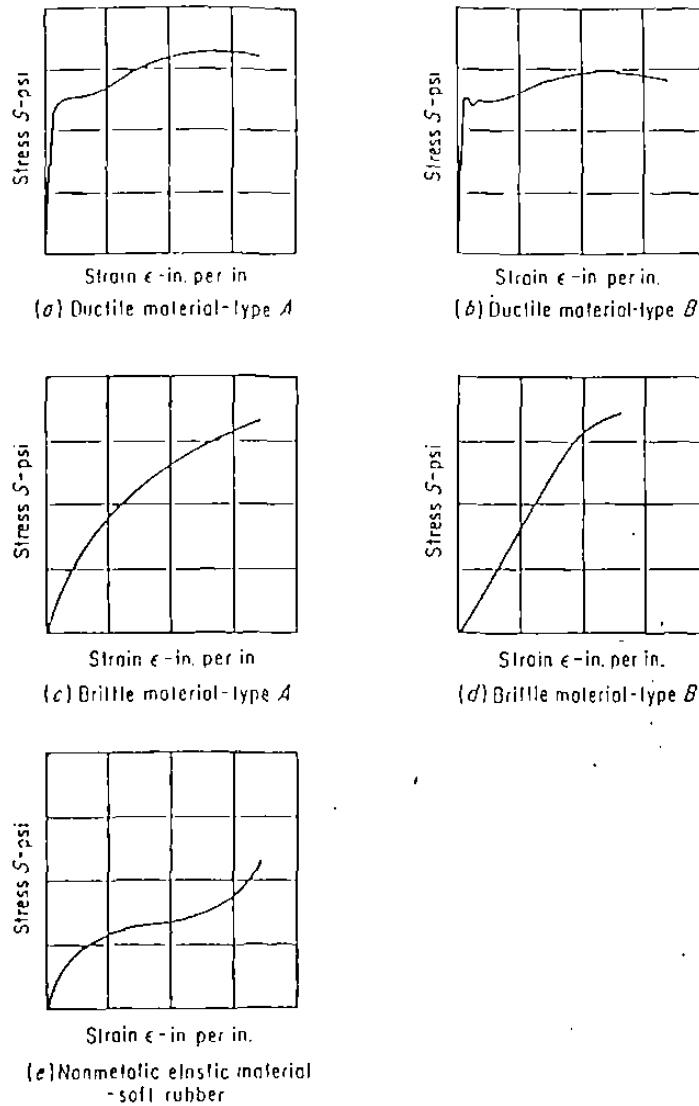 Stress S-psi
Strain ϵ-in. per in
(a) Ductile material-type A
Stress S-psi
Strain ϵ-in. per in.
(b) Ductile material-type B
Stress S-psi
Strain ϵ-in. per in
(c) Brittle material-type A
Stress S-psi
Strain ϵ-in. per in.
(d) Brittle material-type B
Stress S-psi
Strain ϵ-in per in.
(e) Nonmetallic elastic material
-soft rubber